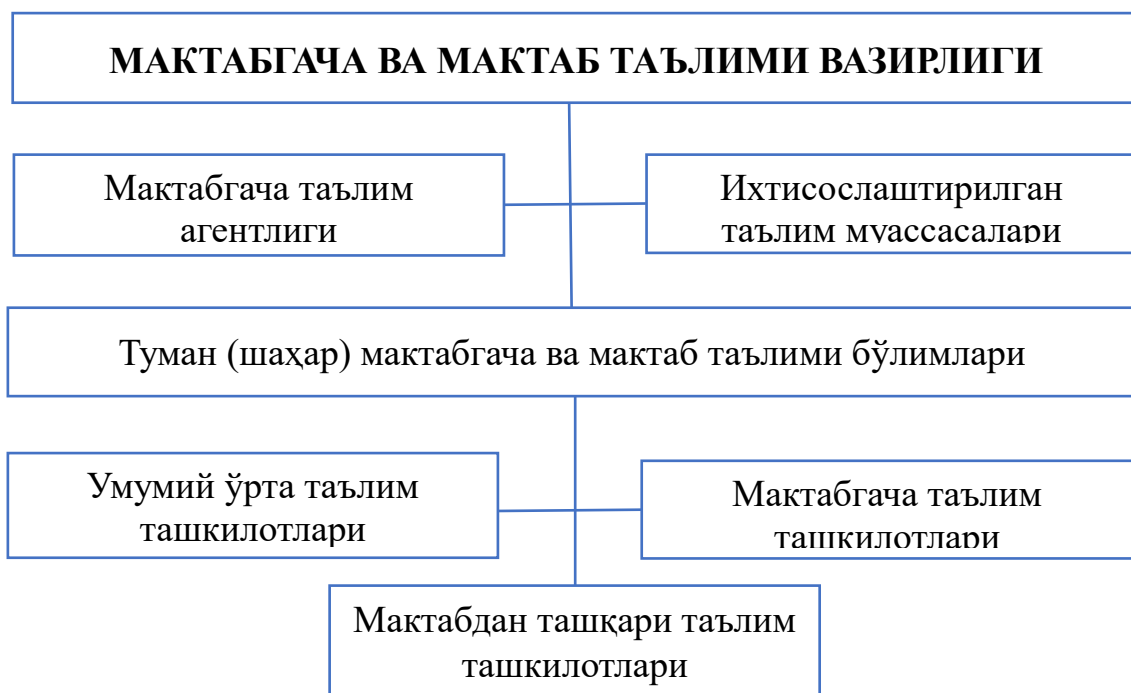 МАКТАБГАЧА ВА МАКТАБ ТАЪЛИМИ ВАЗИРЛИГИ
Мактабгача таълим
агентлиги
Ихтисослаштирилган
таълим муассасалари
Туман (шаҳар) мактабгача ва мактаб таълими бўлимлари
Умумий ўрта таълим
ташкилотлари
Мактабгача таълим
ташкилотлари
Мактабдан ташқари таълим
ташкилотлари